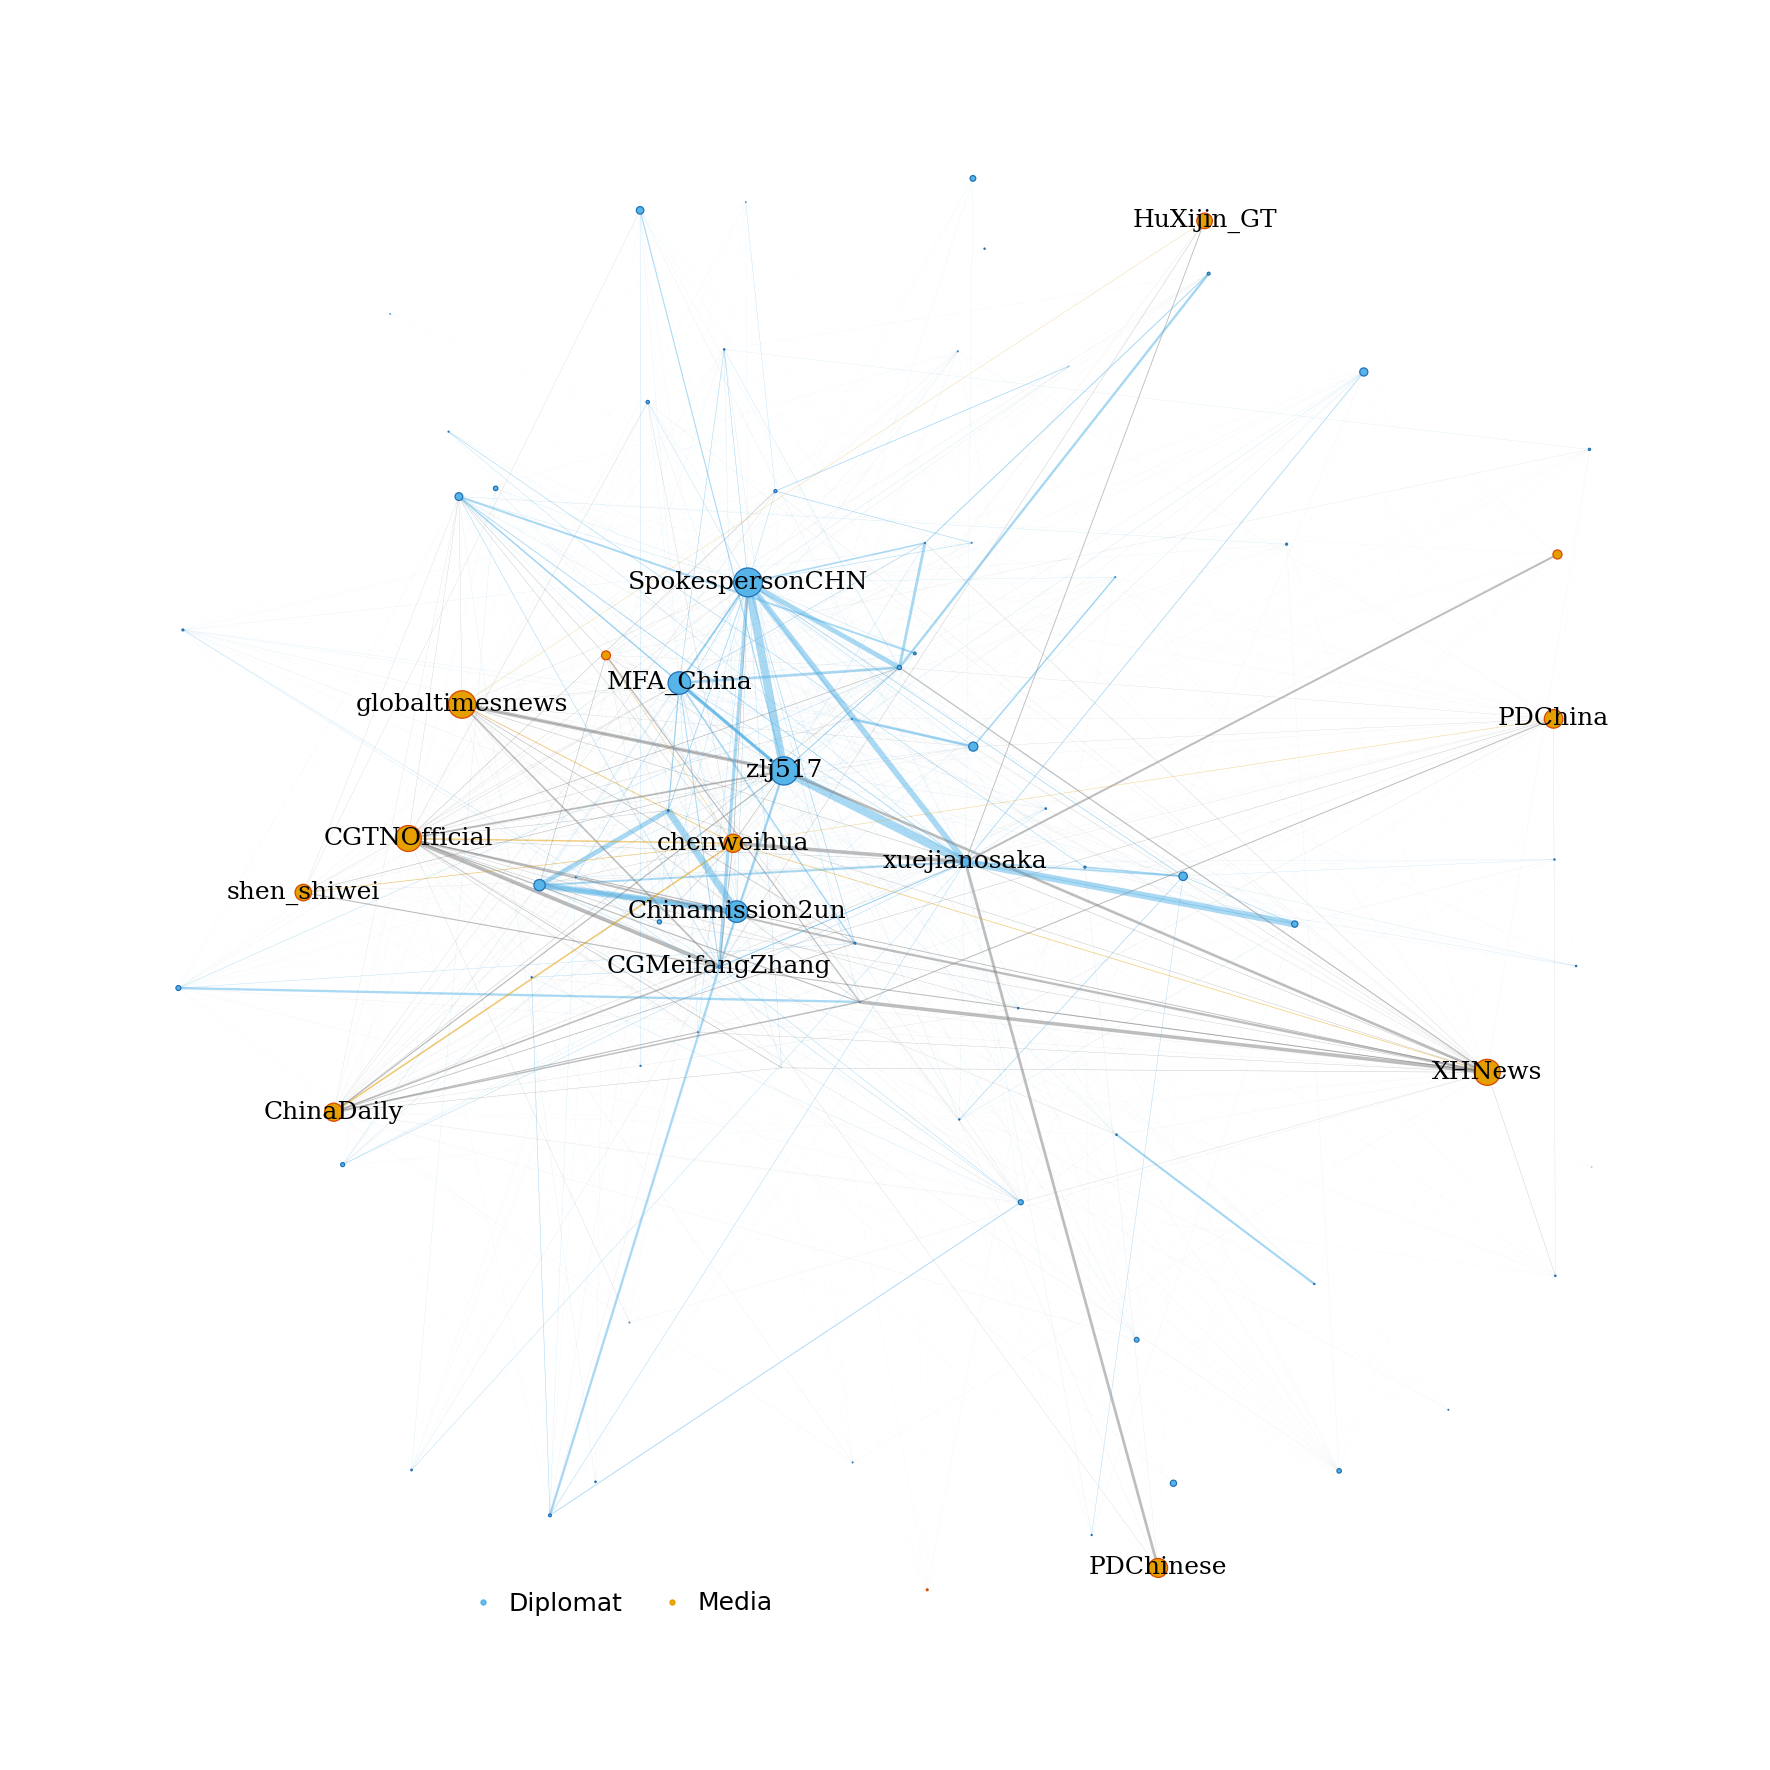 HuXijin_GT
SpokespersonCHN
MFA_China
globaltimesnews
PDChina
zlj517
CGTNOfficial
chenweihua
xuejianosaka
shen_shiwei
Chinamission2un
CGMeifangZhang
XHNews
ChinaDaily
PDChinese
Diplomat
Media